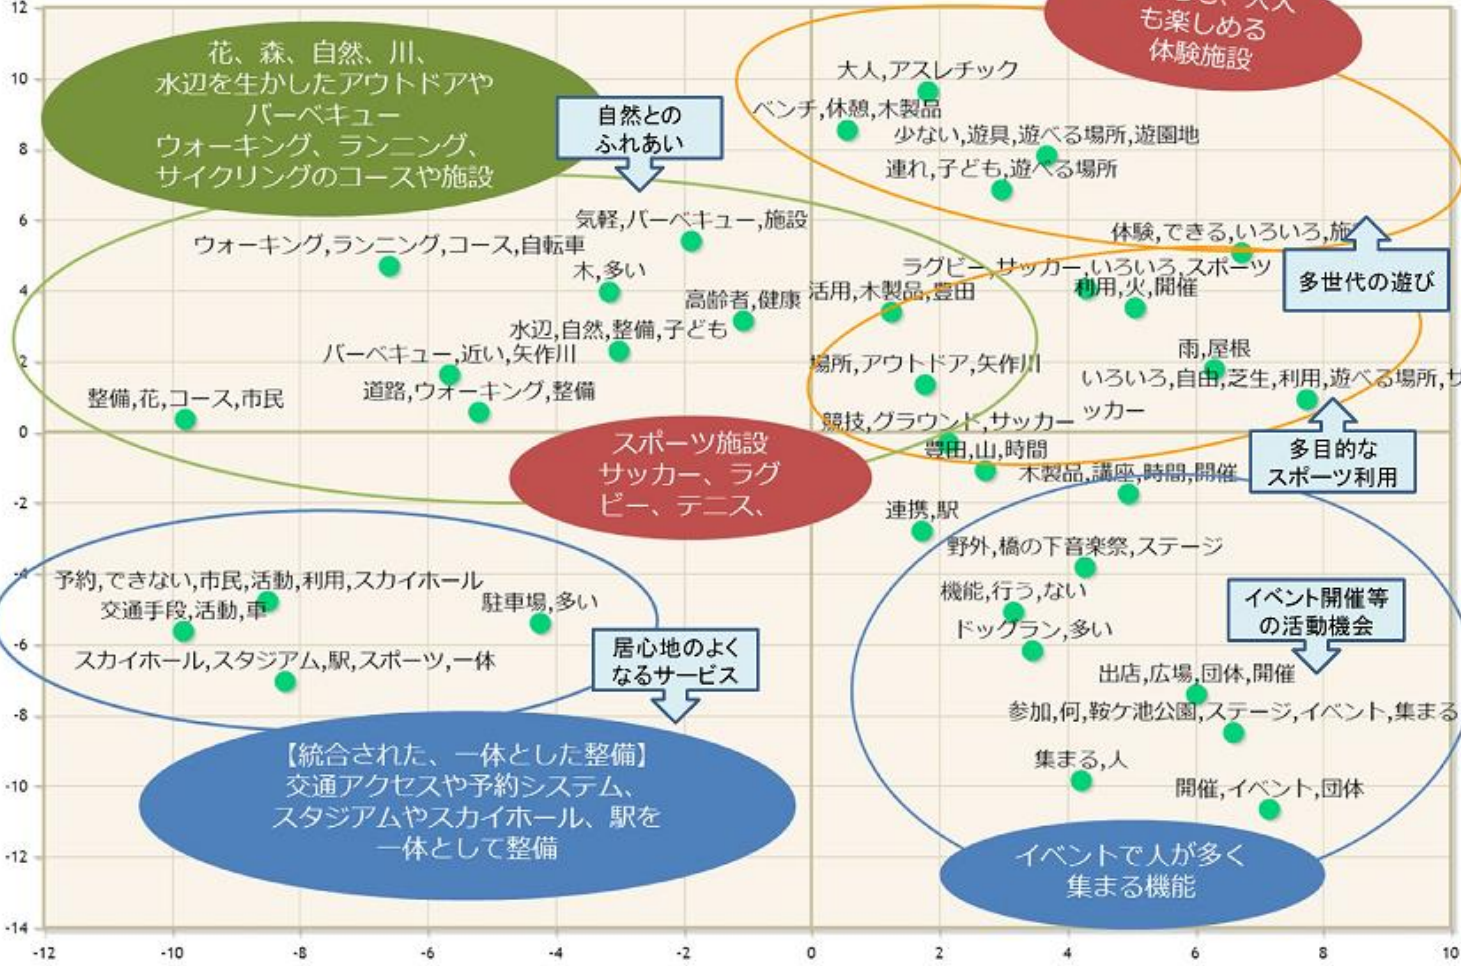 も楽しめる
体験施設
花、森、自然、川、
水辺を生かしたアウトドアや
バーベキュー
ウォーキング、ランニング、
サイクリングのコースや施設
自然との
ふれあい
大人,アスレチック
ベンチ,休憩,木製品
少ない,遊具,遊べる場所,遊園地
連れ,子ども,遊べる場所
気軽,バーベキュー,施設
ウォーキング,ランニング,コース,自転車
木,多い
高齢者,健康
水辺,自然,整備,子ども
バーベキュー,近い,矢作川
道路,ウォーキング,整備
整備,花,コース,市民
体験,できる,いろいろ,施
ラグビー,サッカー,いろいろ,スポーツ
利用,火,開催
活用,木製品,豊田
多世代の遊び
雨,屋根
場所,アウトドア,矢作川
いろいろ,自由,芝生,利用,遊べる場所,サ
ッカー
競技,グラウンド,サッカー
豊田,山,時間
木製品,講座,時間,開催
多目的な
スポーツ利用
スポーツ施設
サッカー、ラグ
ビー、テニス、
連携,駅
野外,橋の下音楽祭,ステージ
機能,行う,ない
ドッグラン,多い
イベント開催等
の活動機会
出店,広場,団体,開催
参加,何,鞍ケ池公園,ステージ,イベント,集まる
集まる,人
開催,イベント,団体
イベントで人が多く
集まる機能
予約,できない,市民,活動,利用,スカイホール
交通手段,活動,車
駐車場,多い
スカイホール,スタジアム,駅,スポーツ,一体
居心地のよく
なるサービス
【統合された、一体とした整備】
交通アクセスや予約システム、
スタジアムやスカイホール、駅を
一体として整備
12
10
8
6
4
2
0
-2
-4
-6
-8
-10
-12
-14
-12 -10 -8 -6 -4 -2 0 2 4 6 8 10